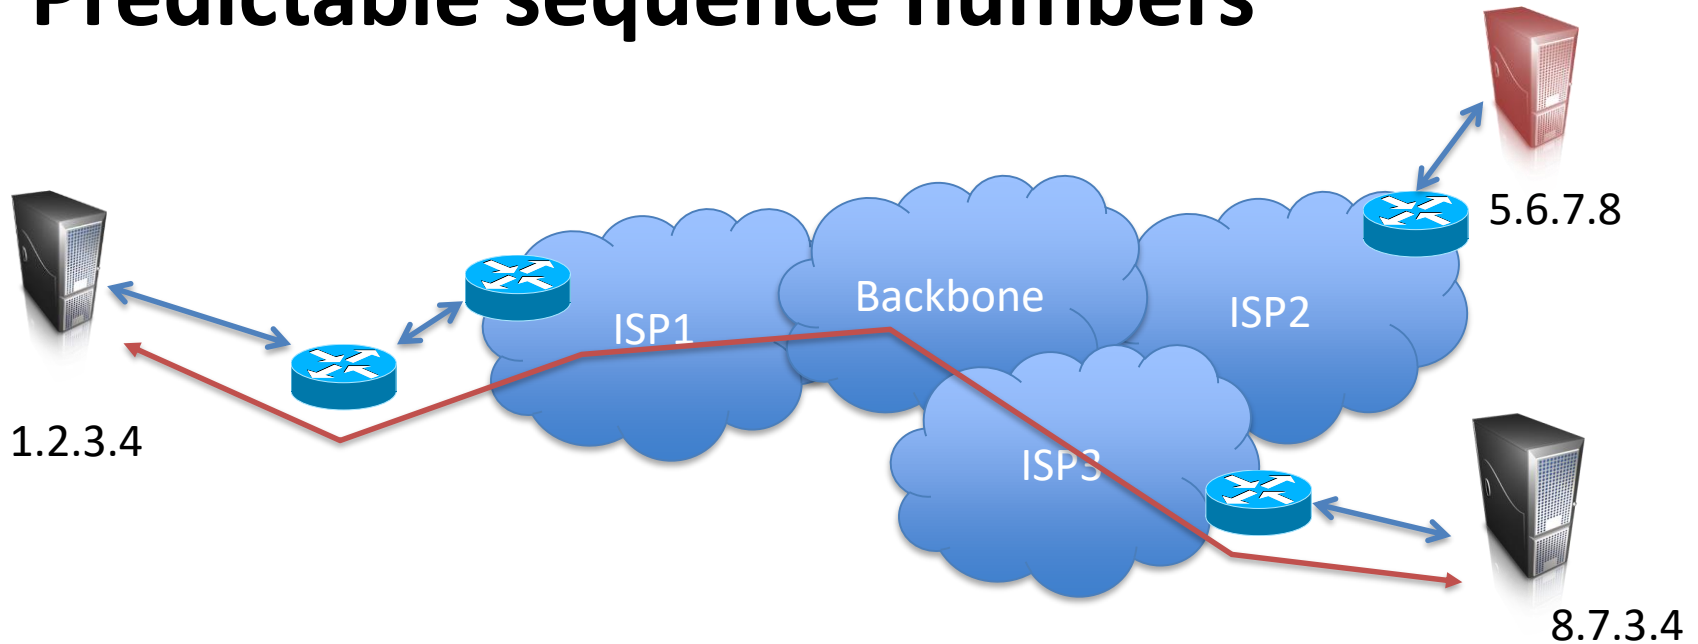 Predictable sequence numbers
5.6.7.8
Backbone
ISP2
ISP1
1.2.3.4
ISP3
8.7.3.4